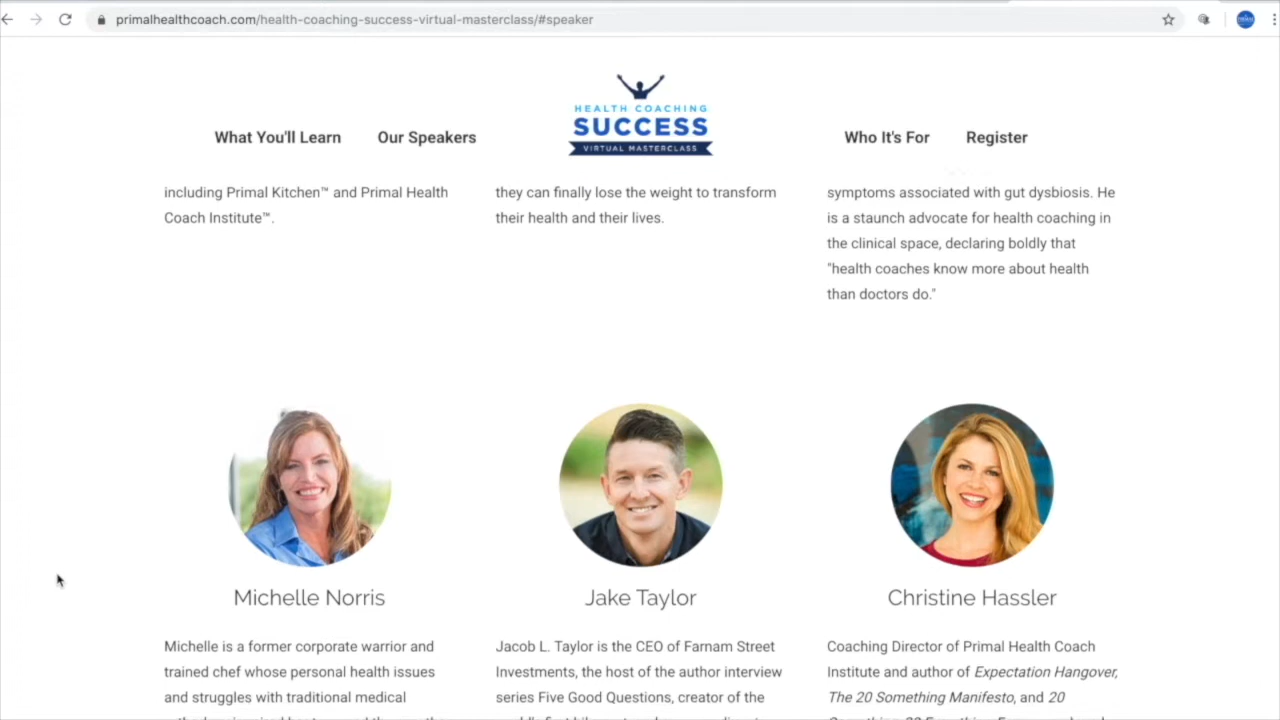 primalhealthcoach.com/health-coaching-success-virtual-masterclass/#speaker
HEALTH COACHING
SUCCESS
VIRTUAL MASTERCLASS
What You'll Learn
Our Speakers
Who It's For
Register
including Primal Kitchen™ and Primal Health
Coach Institute™.
they can finally lose the weight to transform
their health and their lives.
symptoms associated with gut dysbiosis. He
is a staunch advocate for health coaching in
the clinical space, declaring boldly that
"health coaches know more about health
than doctors do."
Michelle Norris
Michelle is a former corporate warrior and
trained chef whose personal health issues
and struggles with traditional medical
Jake Taylor
Jacob L. Taylor is the CEO of Farnam Street
Investments, the host of the author interview
series Five Good Questions, creator of the
Christine Hassler
Coaching Director of Primal Health Coach
Institute and author of Expectation Hangover,
The 20 Something Manifesto, and 20